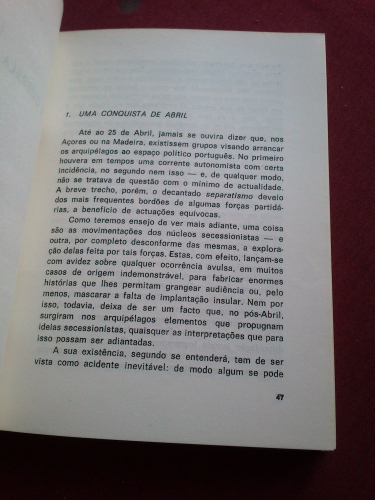 1. UMA CONQUISTA DE ABRIL
Até ao 25 de Abril, jamais se ouvira dizer que, nos
Açores ou na Madeira, existissem grupos visando arrancar
os arquipélagos ao espaço político português. No primeiro
houvera em tempos uma corrente autonomista com certa
incidência, no segundo nem isso — e, de qualquer modo,
não se tratava de questão com o mínimo de actualidade.
A breve trecho, porém, o decantado separatismo deveio
dos mais frequentes bordões de algumas forças partidá-
rias, a benefício de actuações equívocas.
Como teremos ensejo de ver mais adiante, uma coisa
são as movimentações dos núcleos secessionistas — e
outra, por completo desconforme das mesmas, a explora-
ção delas feita por tais forças. Estas, com efeito, lançam-se
com avidez sobre qualquer ocorrência avulsa, em muitos
casos de origem indemonstrável, para fabricar enormes
histórias que lhes permitam grangear audiência ou, pelo
menos, mascarar a falta de implantação insular. Nem por
isso, todavia, deixa de ser um facto que, no pós-Abril,
surgiram nos arquipélagos elementos que propugnam
ideias secessionistas, quaisquer as interpretações que para
isso possam ser adiantadas.
A sua existência, segundo se entenderá, tem de ser
vista como acidente inevitável: de modo algum se pode
47